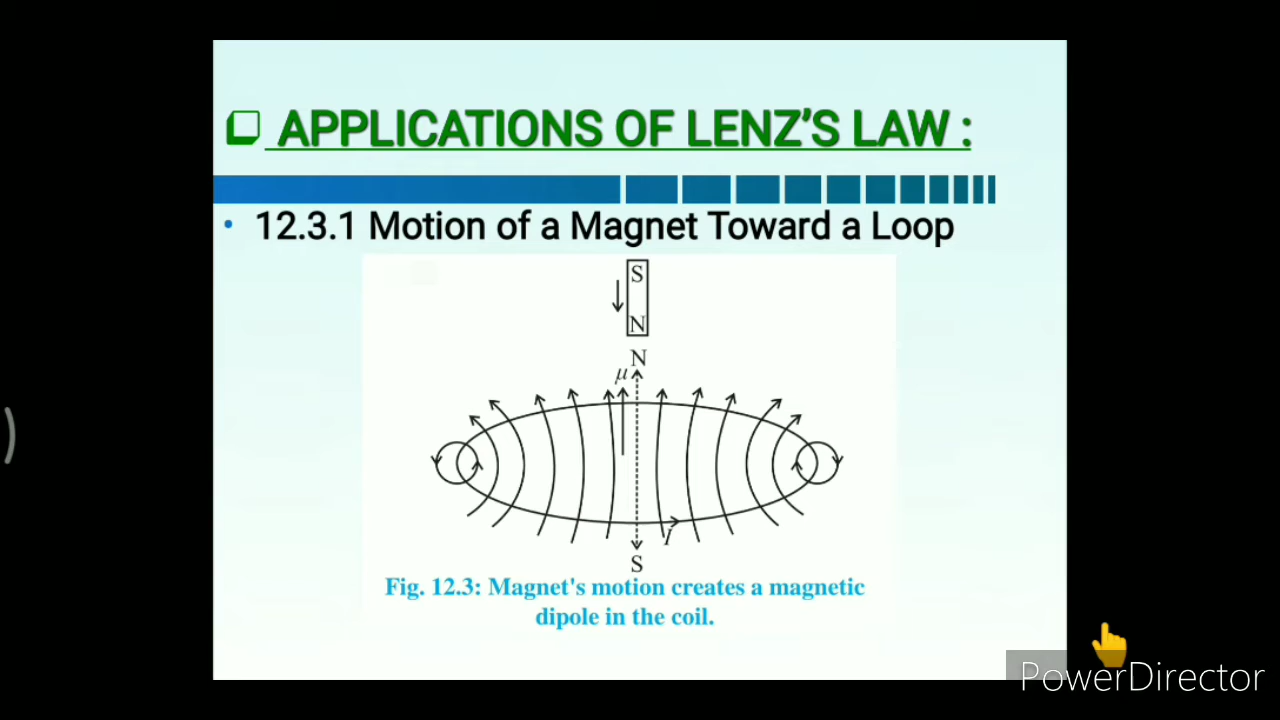 APPLICATIONS OF LENZ'S LAW :
• 12.3.1 Motion of a Magnet Toward a Loop
S
N
N
μ
I
S
Fig. 12.3: Magnet's motion creates a magnetic
dipole in the coil.
PowerDirector